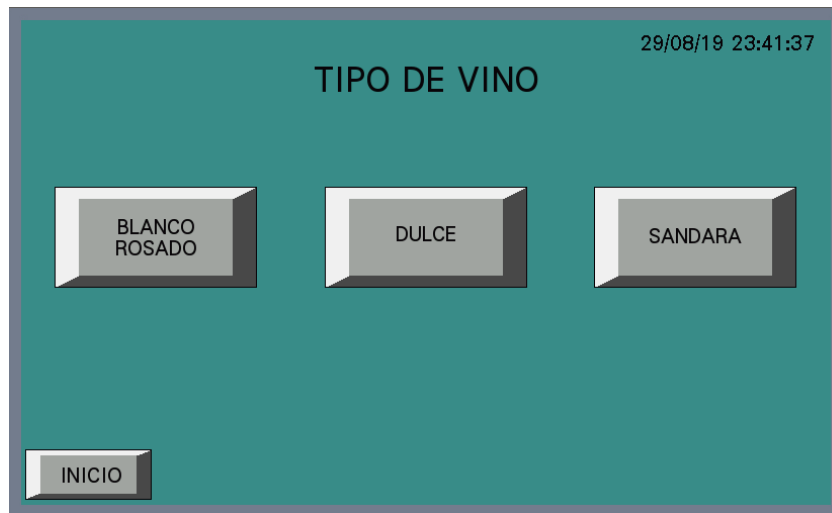 29/08/19 23:41:37
TIPO DE VINO
BLANCO
ROSADO
DULCE
SANDARA
INICIO